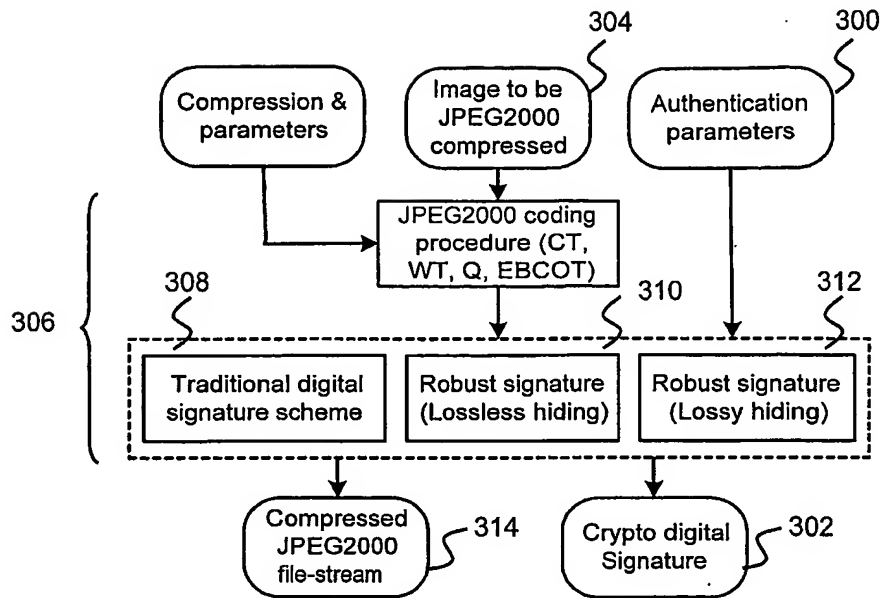 304
300
Compression &
parameters
Image to be
JPEG2000
compressed
Authentication
parameters
JPEG2000 coding
procedure (CT,
WT, Q, EBCOT)
306
308
310
312
Traditional digital
signature scheme
Robust signature
(Lossless hiding)
Robust signature
(Lossy hiding)
Compressed
JPEG2000
file-stream
314
Crypto digital
Signature
302